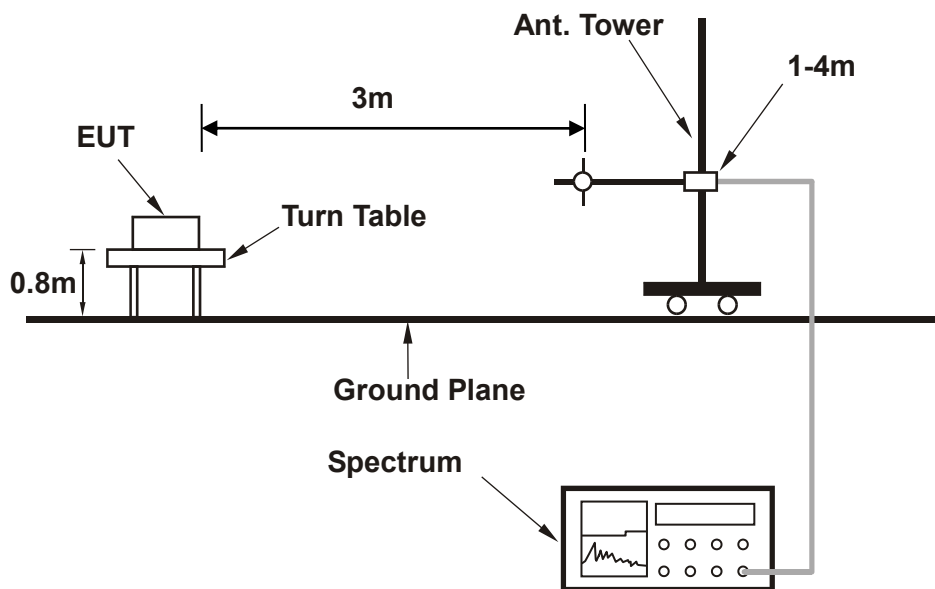 Ant. Tower
1-4m
3m
EUT
Turn Table
0.8m
Ground Plane
Spectrum